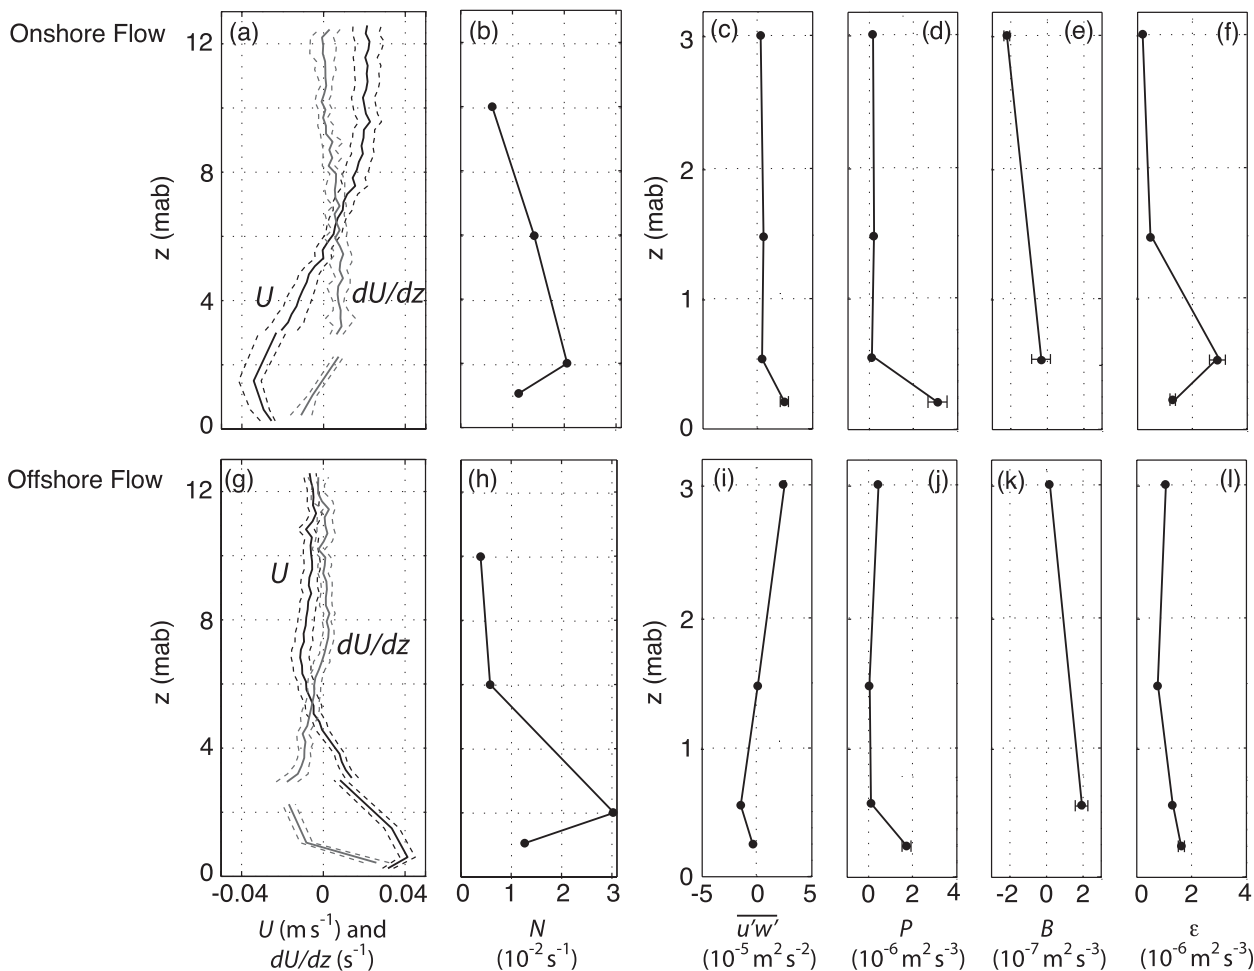 Onshore Flow
(a)
(b)
(c)
(d)
(e)
(f)
12
8
4
0
z (mab)
U
dU/dz
3
2
1
0
z (mab)
Offshore Flow
(g)
(h)
(i)
(j)
(k)
(l)
12
8
4
0
z (mab)
U
dU/dz
3
2
1
0
z (mab)
-0.04 0 0.04
0 1 2 3
-5 0 5
0 2 4
-2 0 2
0 2 4
U (m s⁻¹) and
dU/dz (s⁻¹)
N
(10⁻² s⁻¹)
u'w'
(10⁻⁵ m² s⁻²)
P
(10⁻⁶ m² s⁻³)
B
(10⁻⁷ m² s⁻³)
ε
(10⁻⁶ m² s⁻³)